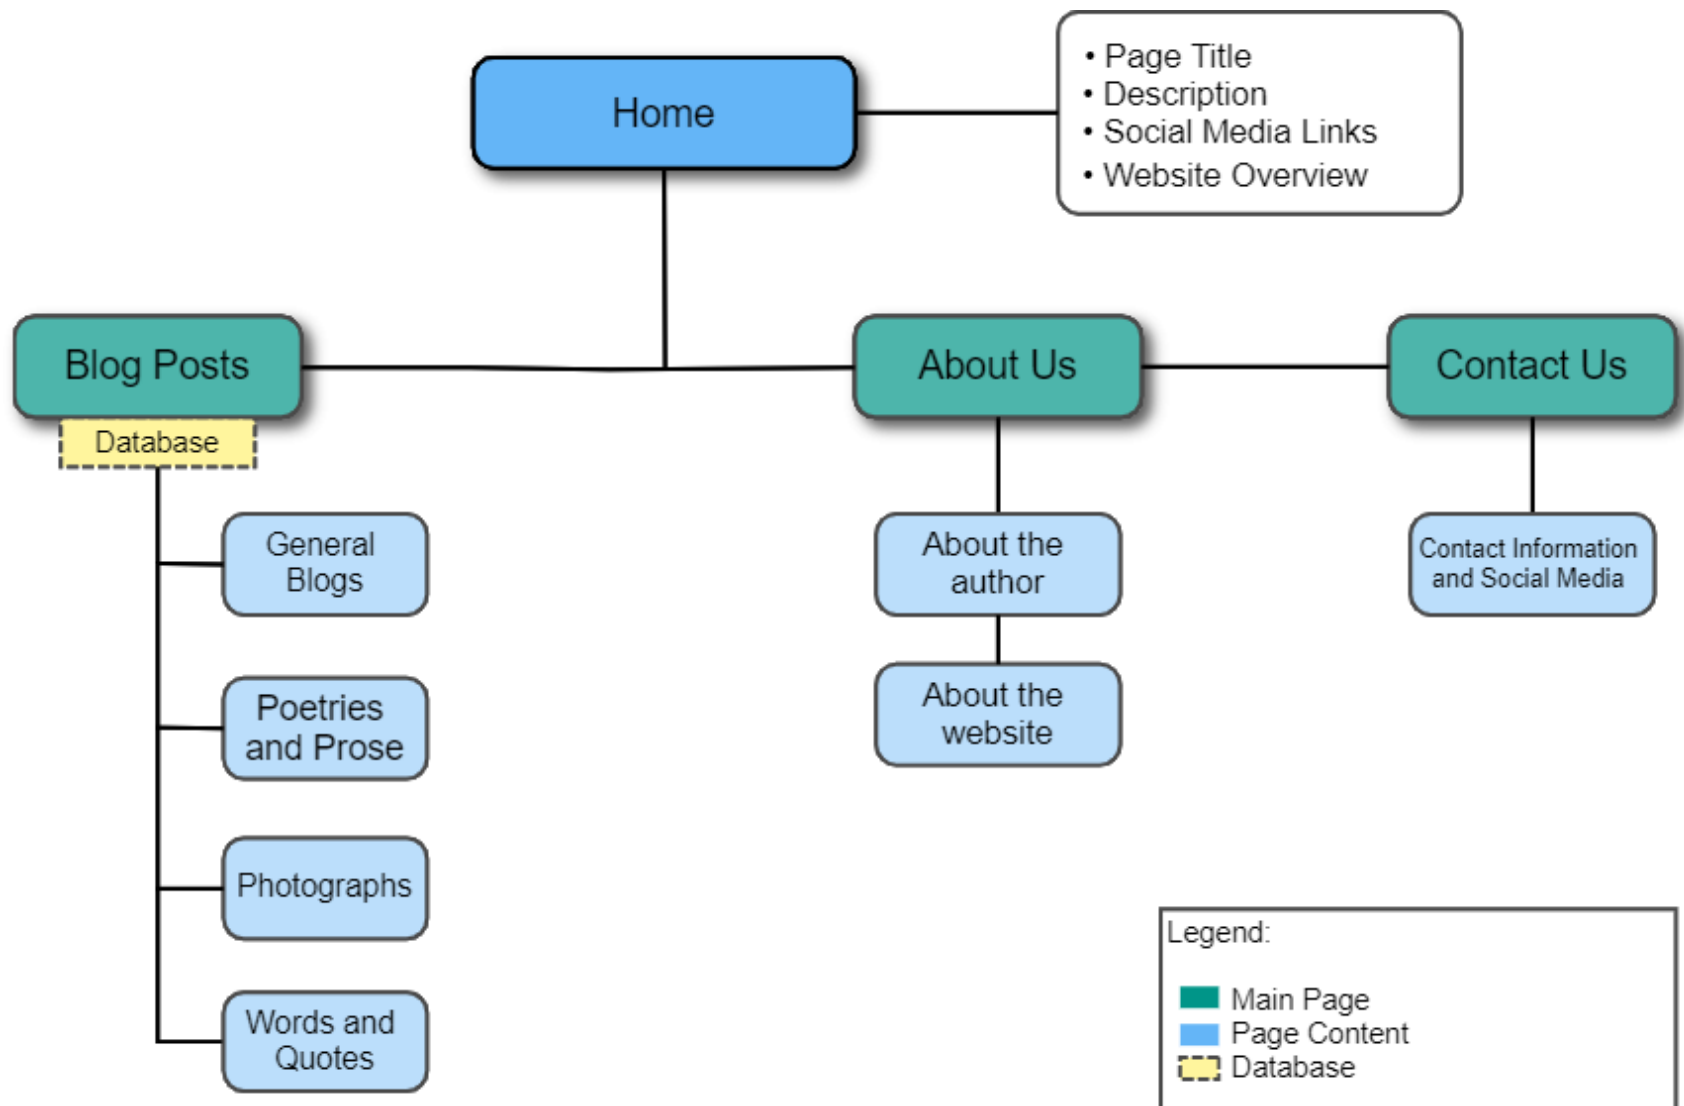 Home
• Page Title
• Description
• Social Media Links
• Website Overview
Blog Posts
About Us
Contact Us
Database
General
Blogs
Poetries
and Prose
Photographs
Words and
Quotes
About the
author
About the
website
Contact Information
and Social Media
Legend:
Main Page
Page Content
Database